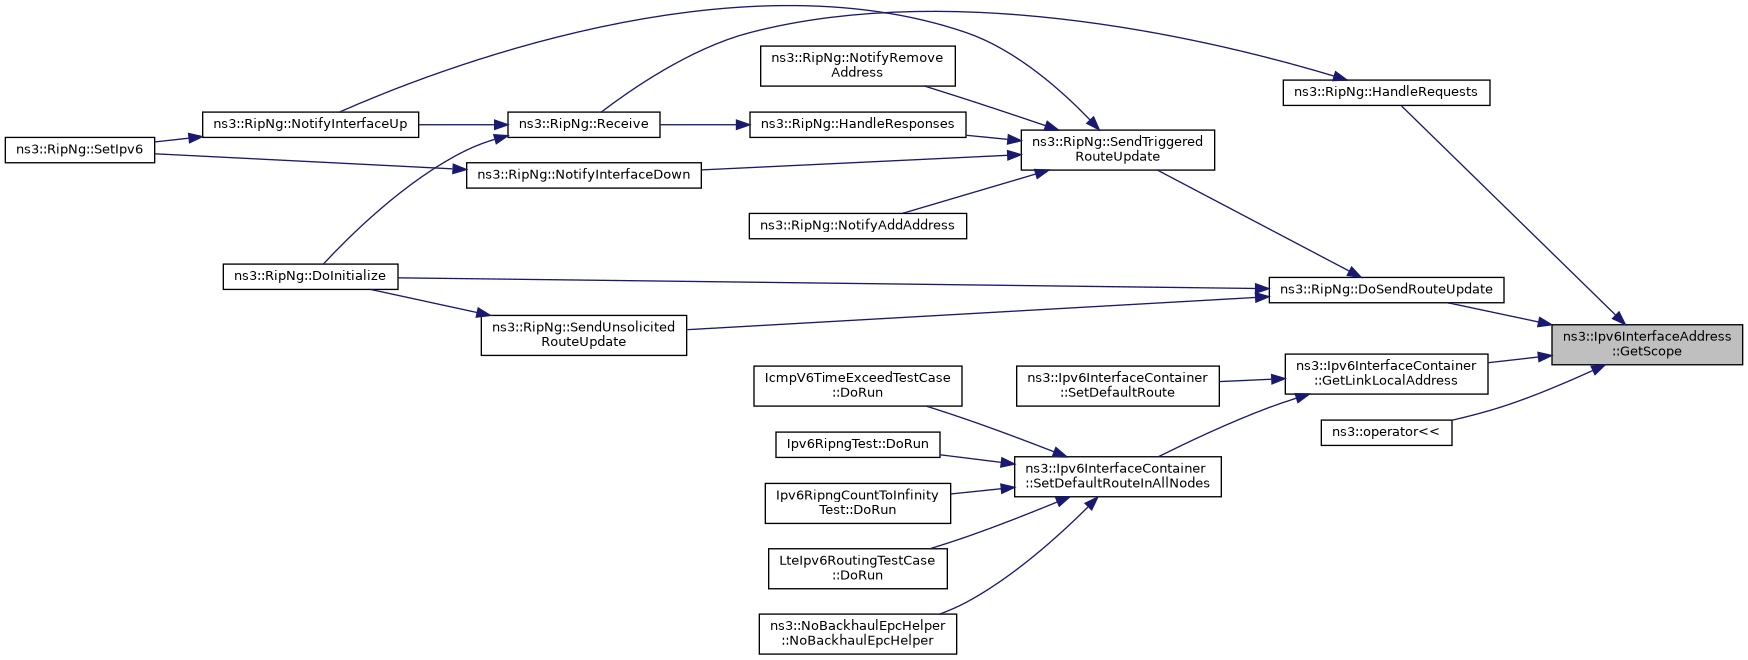 ns3::RipNg::NotifyRemove
Address
ns3::RipNg::HandleRequests
ns3::RipNg::NotifyInterfaceUp
ns3::RipNg::Receive
ns3::RipNg::HandleResponses
ns3::RipNg::SendTriggered
RouteUpdate
ns3::RipNg::SetIpv6
ns3::RipNg::NotifyInterfaceDown
ns3::RipNg::NotifyAddAddress
ns3::RipNg::DoInitialize
ns3::RipNg::DoSendRouteUpdate
ns3::RipNg::SendUnsolicited
RouteUpdate
ns3::Ipv6InterfaceAddress
::GetScope
ns3::Ipv6InterfaceContainer
::GetLinkLocalAddress
IcmpV6TimeExceedTestCase
::DoRun
ns3::Ipv6InterfaceContainer
::SetDefaultRoute
ns3::operator<<
Ipv6RipngTest::DoRun
ns3::Ipv6InterfaceContainer
::SetDefaultRouteInAllNodes
Ipv6RipngCountToInfinity
Test::DoRun
LteIpv6RoutingTestCase
::DoRun
ns3::NoBackhaulEpcHelper
::NoBackhaulEpcHelper